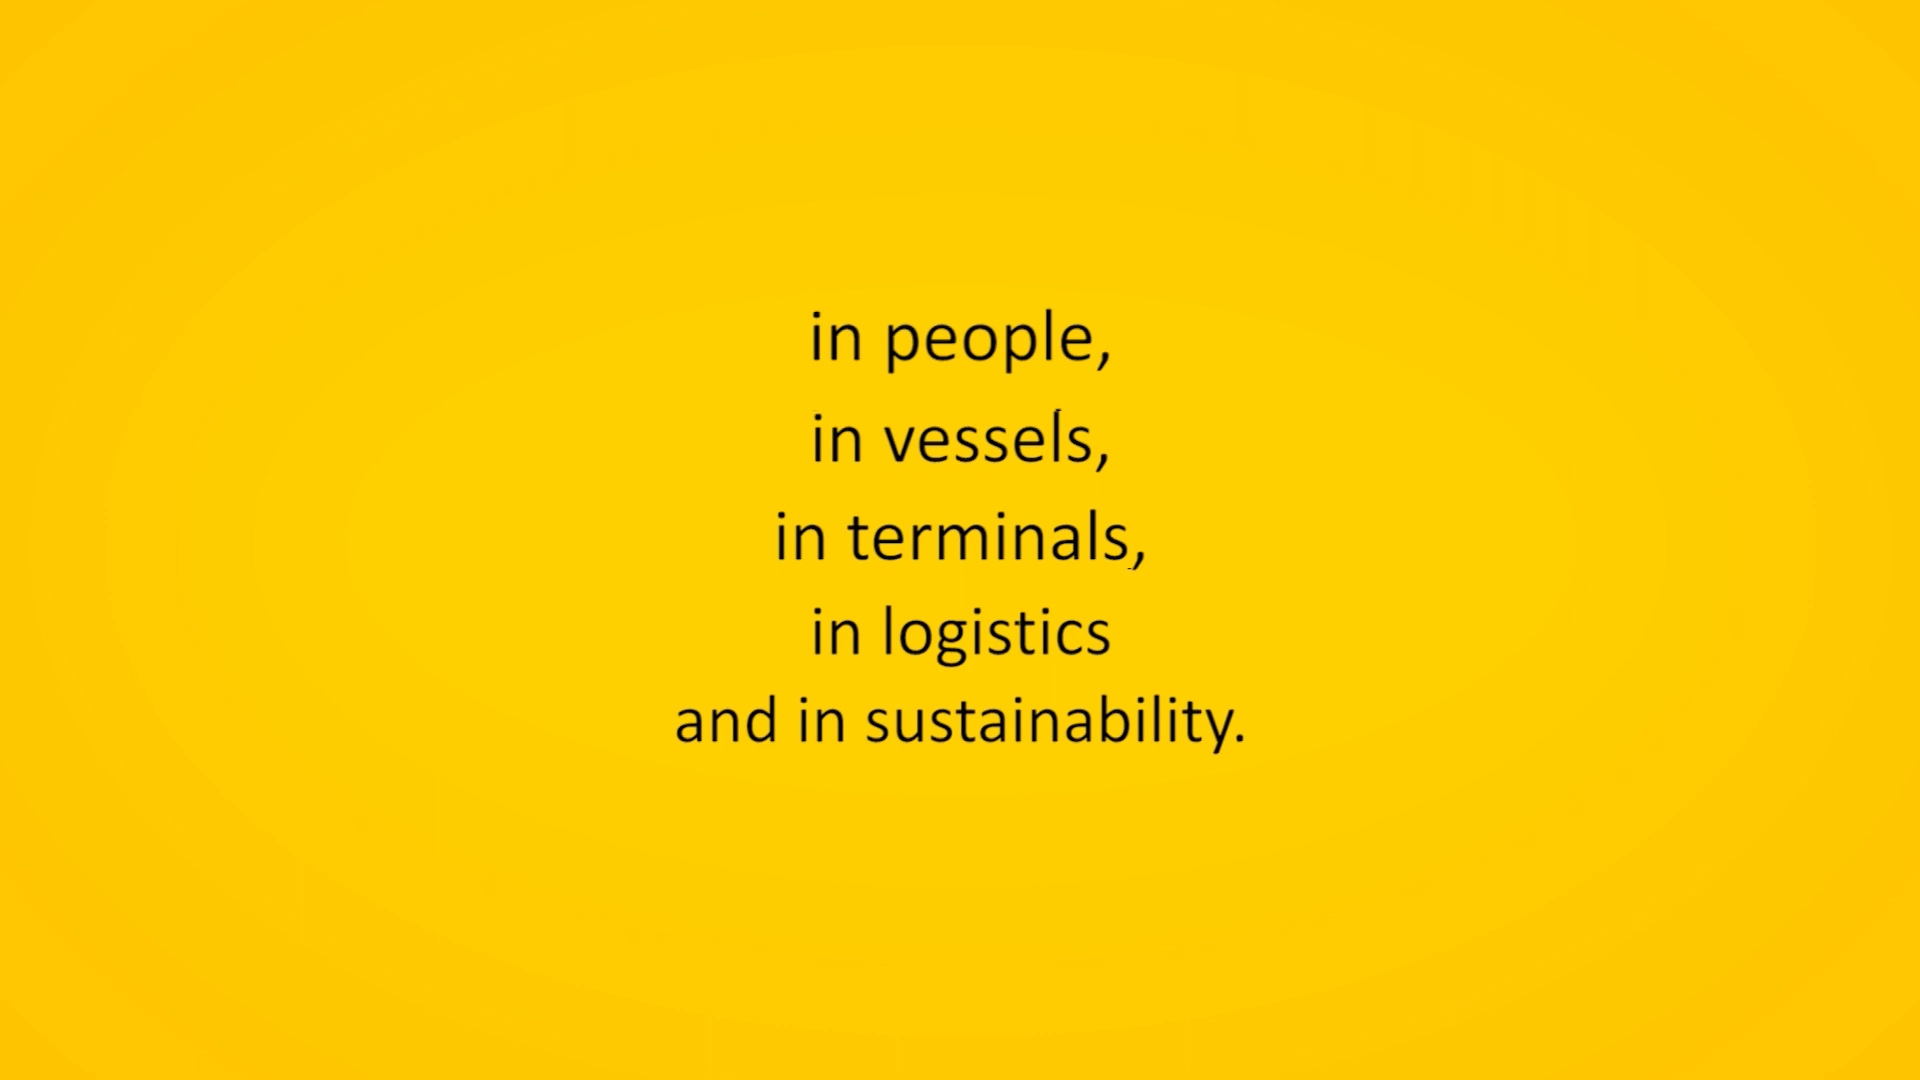 in people,
in vessels,
in terminals,
in logistics
and in sustainability.